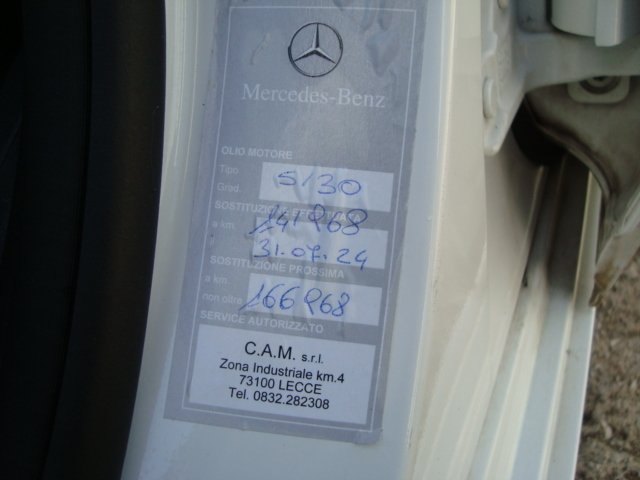 Mercedes-Benz
OLIO MOTORE
Tipo
Grad. 5/30
SOSTITUZIONE EFFETTUATA
a km. 141968
31.07.24
SOSTITUZIONE PROSSIMA
a km.
non oltre 166968
SERVICE AUTORIZZATO
C.A.M. s.r.l.
Zona Industriale km.4
73100 LECCE
Tel. 0832.282308